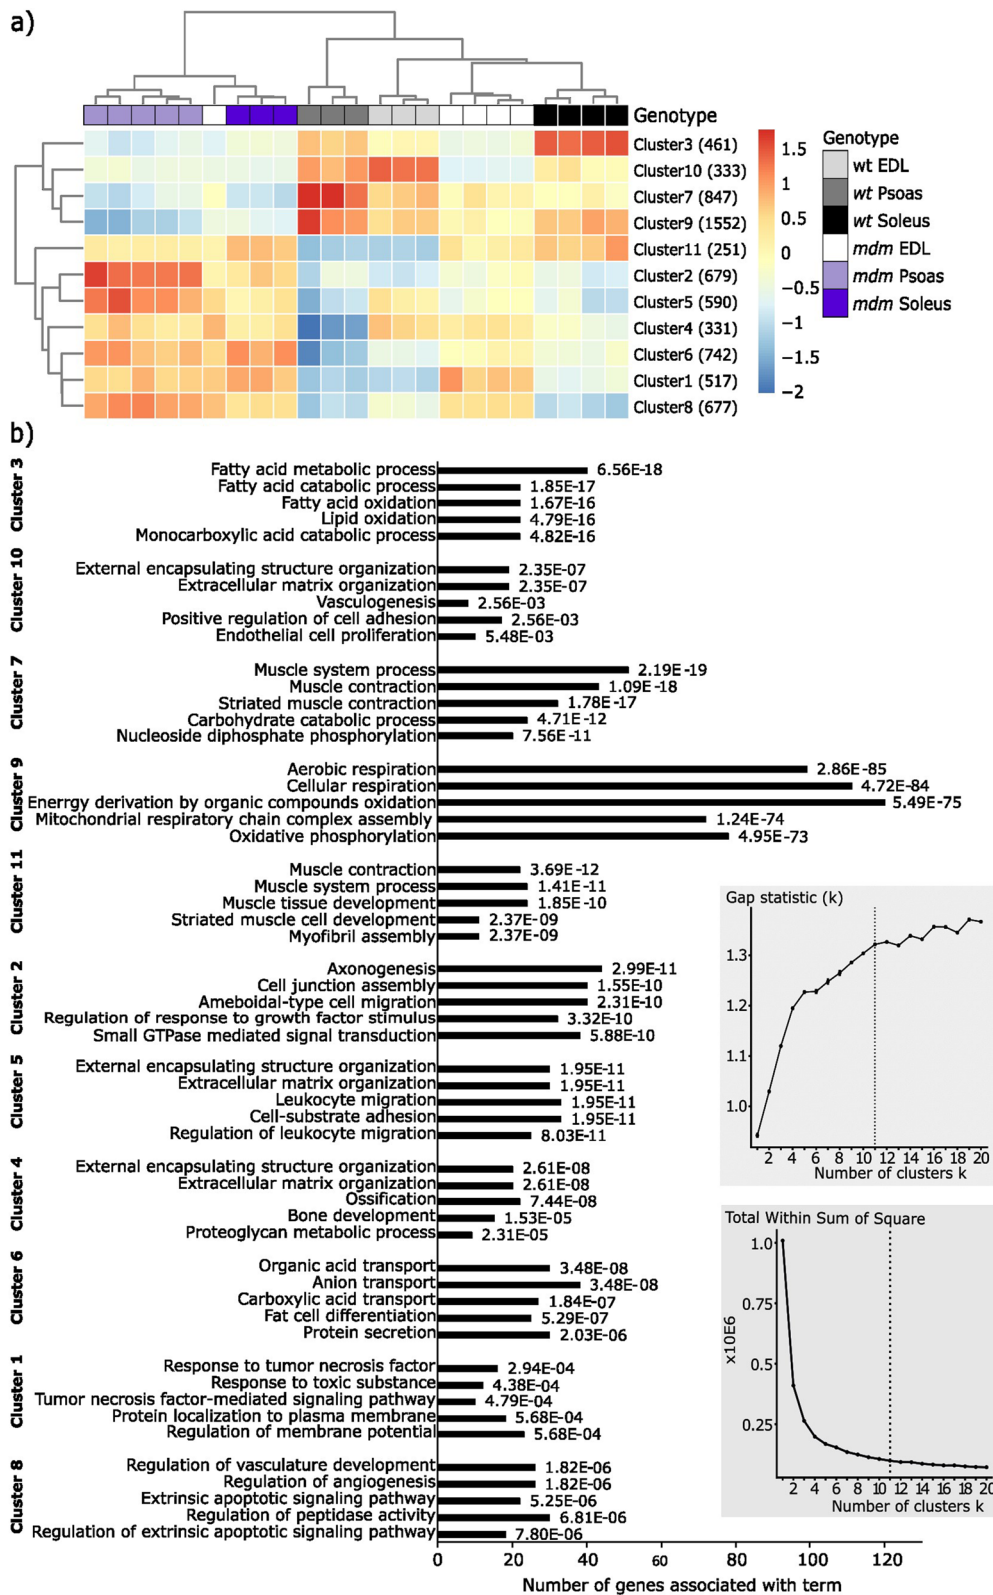 a)
Genotype
Cluster3 (461)
Cluster10 (333)
Cluster7 (847)
Cluster9 (1552)
Cluster11 (251)
Cluster2 (679)
Cluster5 (590)
Cluster4 (331)
Cluster6 (742)
Cluster1 (517)
Cluster8 (677)
1.5
1
0.5
0
−0.5
−1
−1.5
−2
Genotype
wt EDL
wt Psoas
wt Soleus
mdm EDL
mdm Psoas
mdm Soleus
b)
Cluster 3
Fatty acid metabolic process 6.56E-18
Fatty acid catabolic process 1.85E-17
Fatty acid oxidation 1.67E-16
Lipid oxidation 4.79E-16
Monocarboxylic acid catabolic process 4.82E-16
Cluster 10
External encapsulating structure organization 2.35E-07
Extracellular matrix organization 2.35E-07
Vasculogenesis 2.56E-03
Positive regulation of cell adhesion 2.56E-03
Endothelial cell proliferation 5.48E-03
Cluster 7
Muscle system process 2.19E-19
Muscle contraction 1.09E-18
Striated muscle contraction 1.78E-17
Carbohydrate catabolic process 4.71E-12
Nucleoside diphosphate phosphorylation 7.56E-11
Cluster 9
Aerobic respiration 2.86E-85
Cellular respiration 4.72E-84
Enerrgy derivation by organic compounds oxidation 5.49E-75
Mitochondrial respiratory chain complex assembly 1.24E-74
Oxidative phosphorylation 4.95E-73
Cluster 11
Muscle contraction 3.69E-12
Muscle system process 1.41E-11
Muscle tissue development 1.85E-10
Striated muscle cell development 2.37E-09
Myofibril assembly 2.37E-09
Cluster 2
Axonogenesis 2.99E-11
Cell junction assembly 1.55E-10
Ameboidal-type cell migration 2.31E-10
Regulation of response to growth factor stimulus 3.32E-10
Small GTPase mediated signal transduction 5.88E-10
Cluster 5
External encapsulating structure organization 1.95E-11
Extracellular matrix organization 1.95E-11
Leukocyte migration 1.95E-11
Cell-substrate adhesion 1.95E-11
Regulation of leukocyte migration 8.03E-11
Cluster 4
External encapsulating structure organization 2.61E-08
Extracellular matrix organization 2.61E-08
Ossification 7.44E-08
Bone development 1.53E-05
Proteoglycan metabolic process 2.31E-05
Cluster 6
Organic acid transport 3.48E-08
Anion transport 3.48E-08
Carboxylic acid transport 1.84E-07
Fat cell differentiation 5.29E-07
Protein secretion 2.03E-06
Cluster 1
Response to tumor necrosis factor 2.94E-04
Response to toxic substance 4.38E-04
Tumor necrosis factor-mediated signaling pathway 4.79E-04
Protein localization to plasma membrane 5.68E-04
Regulation of membrane potential 5.68E-04
Cluster 8
Regulation of vasculature development 1.82E-06
Regulation of angiogenesis 1.82E-06
Extrinsic apoptotic signaling pathway 5.25E-06
Regulation of peptidase activity 6.81E-06
Regulation of extrinsic apoptotic signaling pathway 7.80E-06
0 20 40 60 80 100 120
Number of genes associated with term
Gap statistic (k)
1.3
1.2
1.1
1.0
2 4 6 8 10 12 14 16 18 20
Number of clusters k
Total Within Sum of Square
x10E6
1.0
0.75
0.5
0.25
2 4 6 8 10 12 14 16 18 20
Number of clusters k